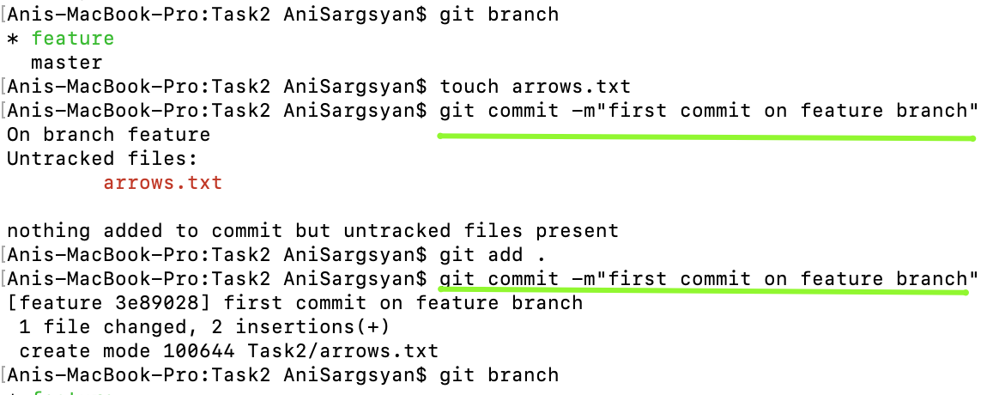 [Anis-MacBook-Pro:Task2 AniSargsyan$ git branch
* feature
  master
[Anis-MacBook-Pro:Task2 AniSargsyan$ touch arrows.txt
[Anis-MacBook-Pro:Task2 AniSargsyan$ git commit -m"first commit on feature branch"
On branch feature
Untracked files:
        arrows.txt

nothing added to commit but untracked files present
[Anis-MacBook-Pro:Task2 AniSargsyan$ git add .
[Anis-MacBook-Pro:Task2 AniSargsyan$ git commit -m"first commit on feature branch"
[feature 3e89028] first commit on feature branch
 1 file changed, 2 insertions(+)
 create mode 100644 Task2/arrows.txt
[Anis-MacBook-Pro:Task2 AniSargsyan$ git branch